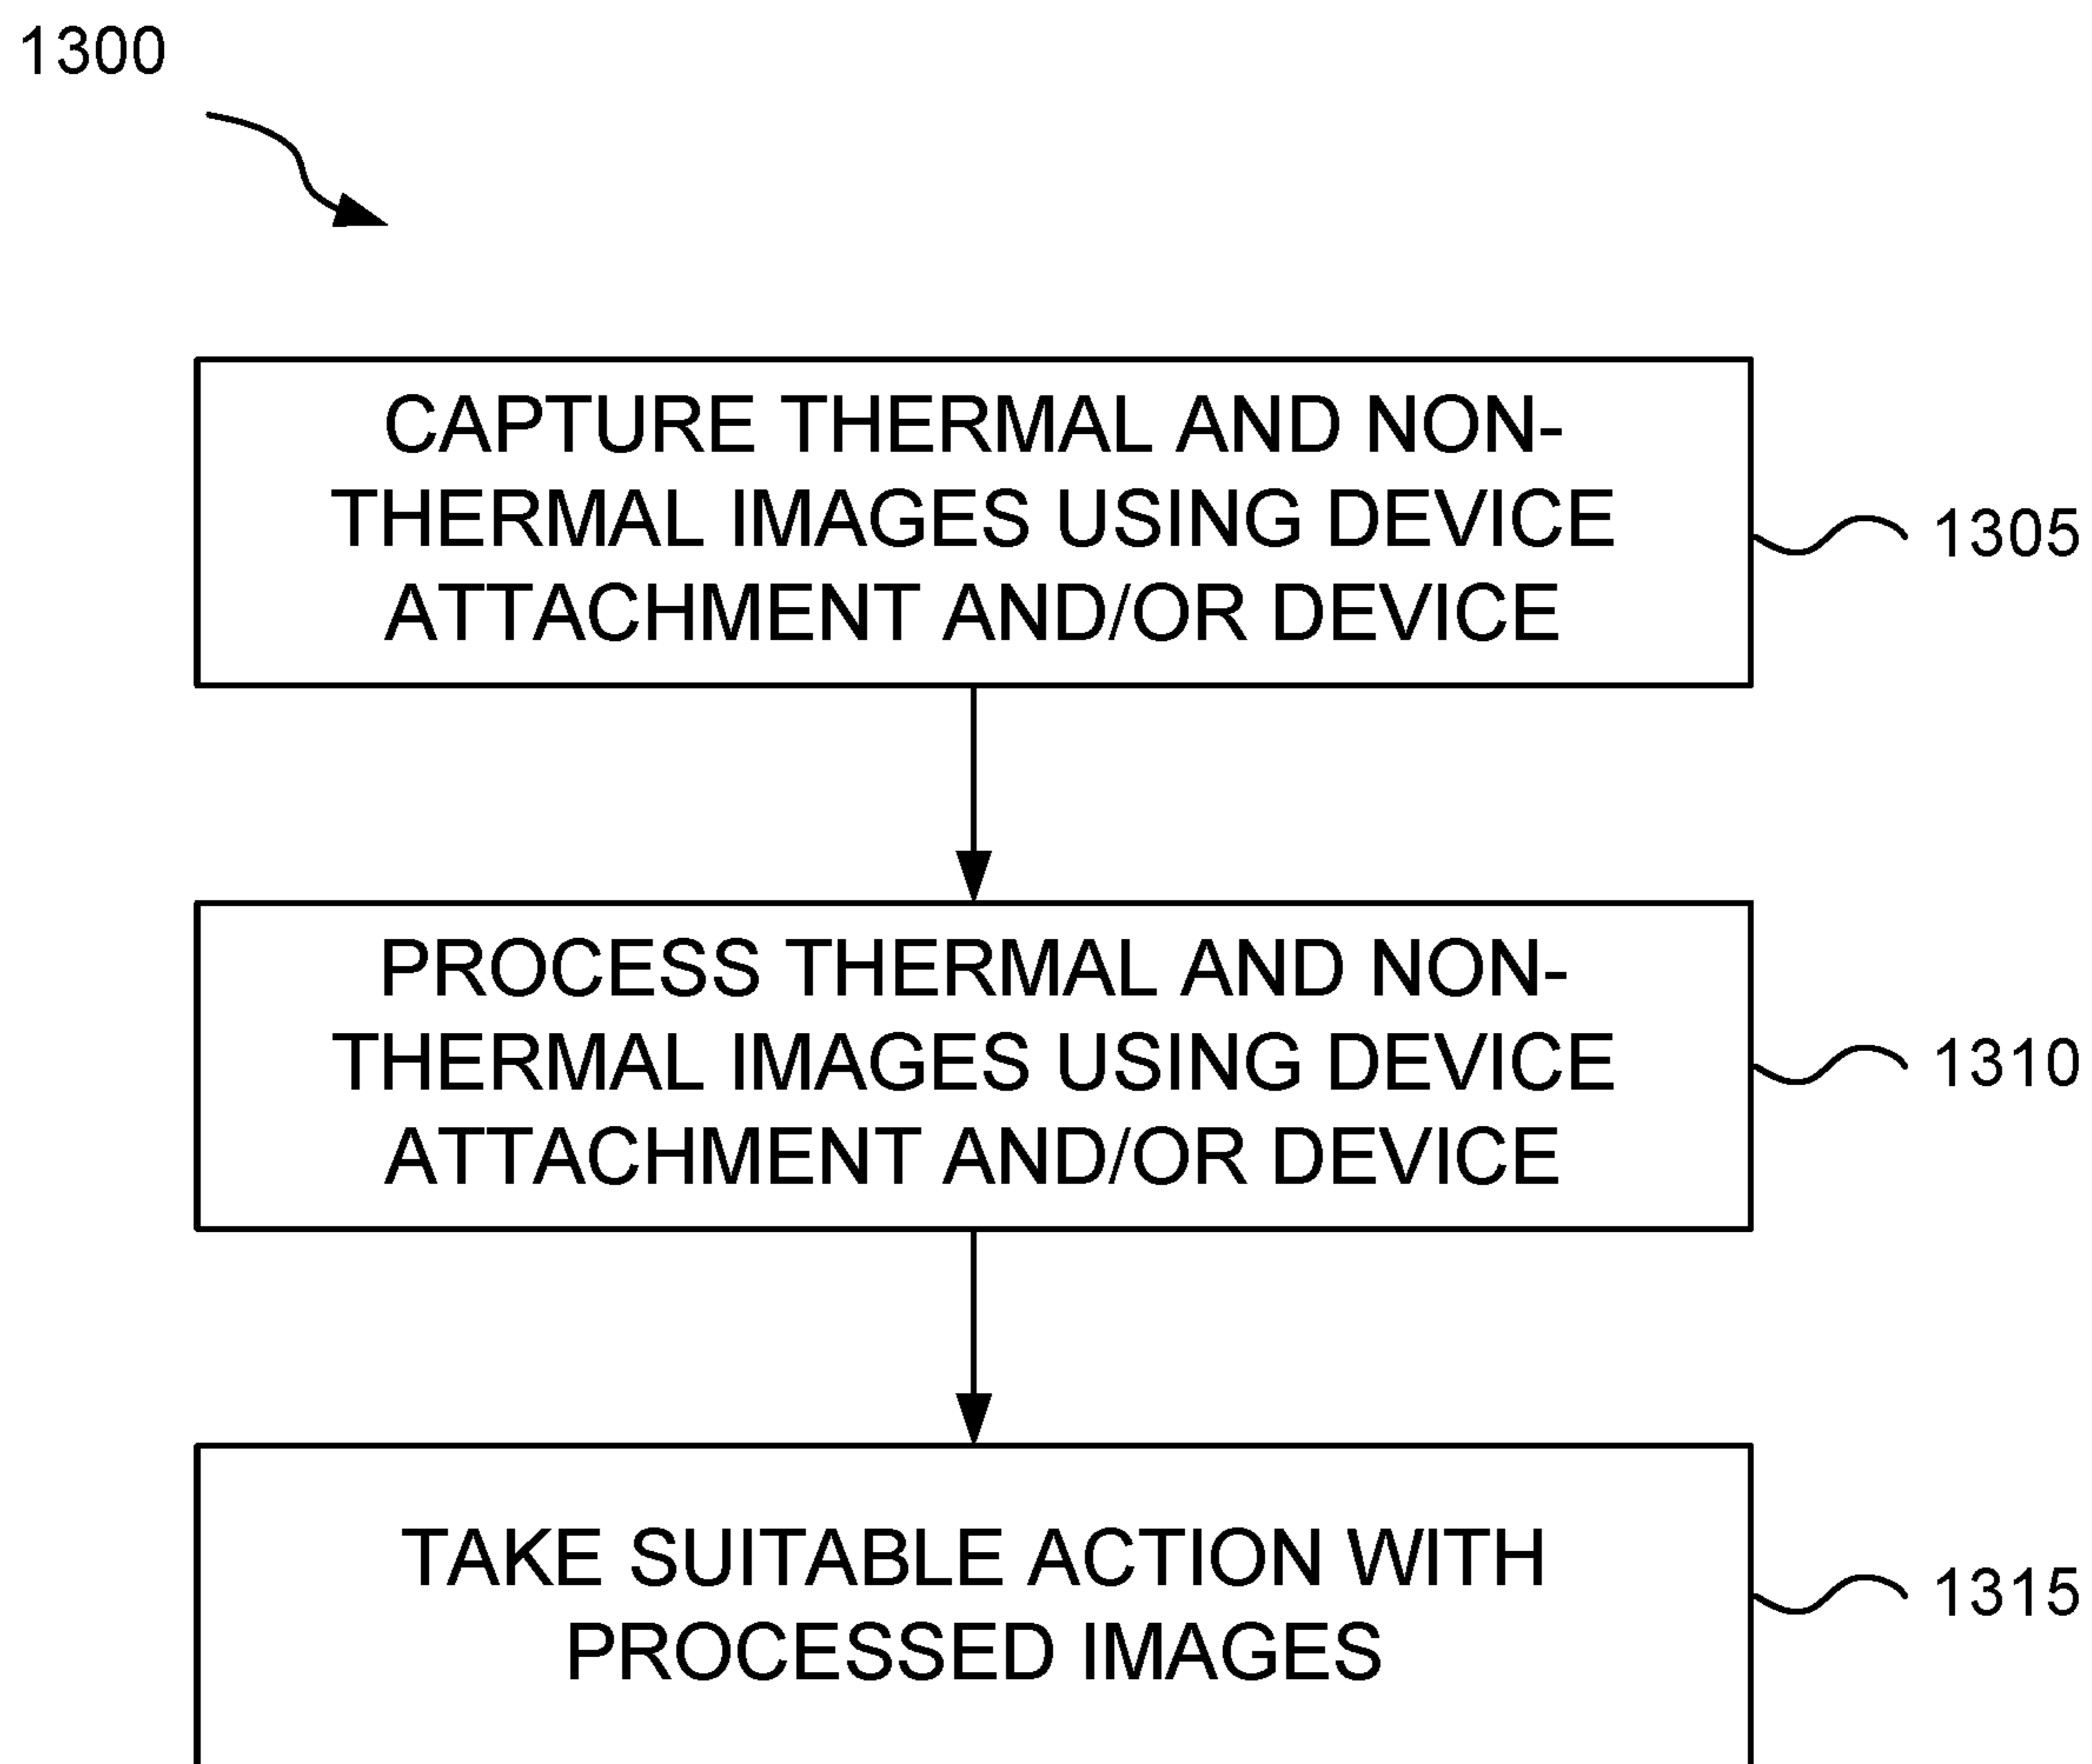 1300
CAPTURE THERMAL AND NON-
THERMAL IMAGES USING DEVICE
ATTACHMENT AND/OR DEVICE
1305
PROCESS THERMAL AND NON-
THERMAL IMAGES USING DEVICE
ATTACHMENT AND/OR DEVICE
1310
TAKE SUITABLE ACTION WITH
PROCESSED IMAGES
1315